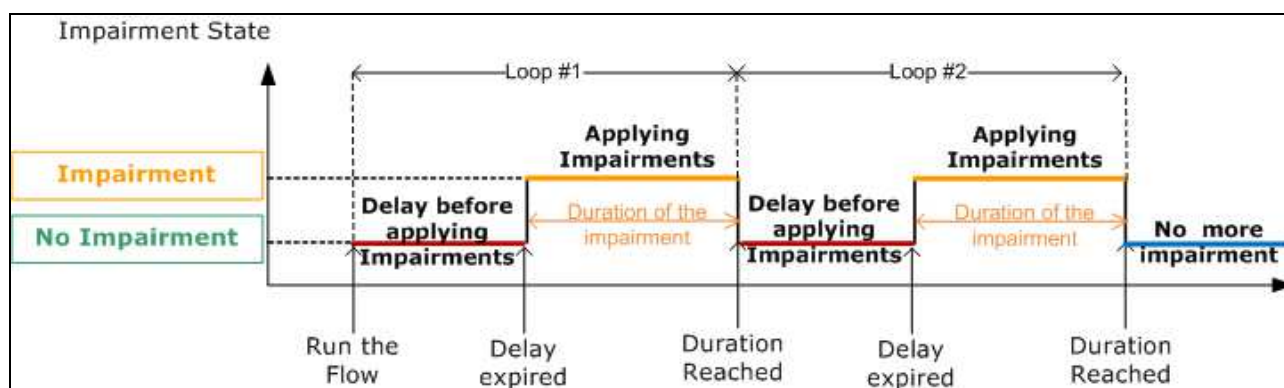 Impairment State
Loop #1
Loop #2
Applying
Impairments
Applying
Impairments
Impairment
No Impairment
Delay before
applying
Impairments
Duration of the
impairment
Delay before
applying
Impairments
Duration of the
impairment
No more
impairment
Run the
Flow
Delay
expired
Duration
Reached
Delay
expired
Duration
Reached